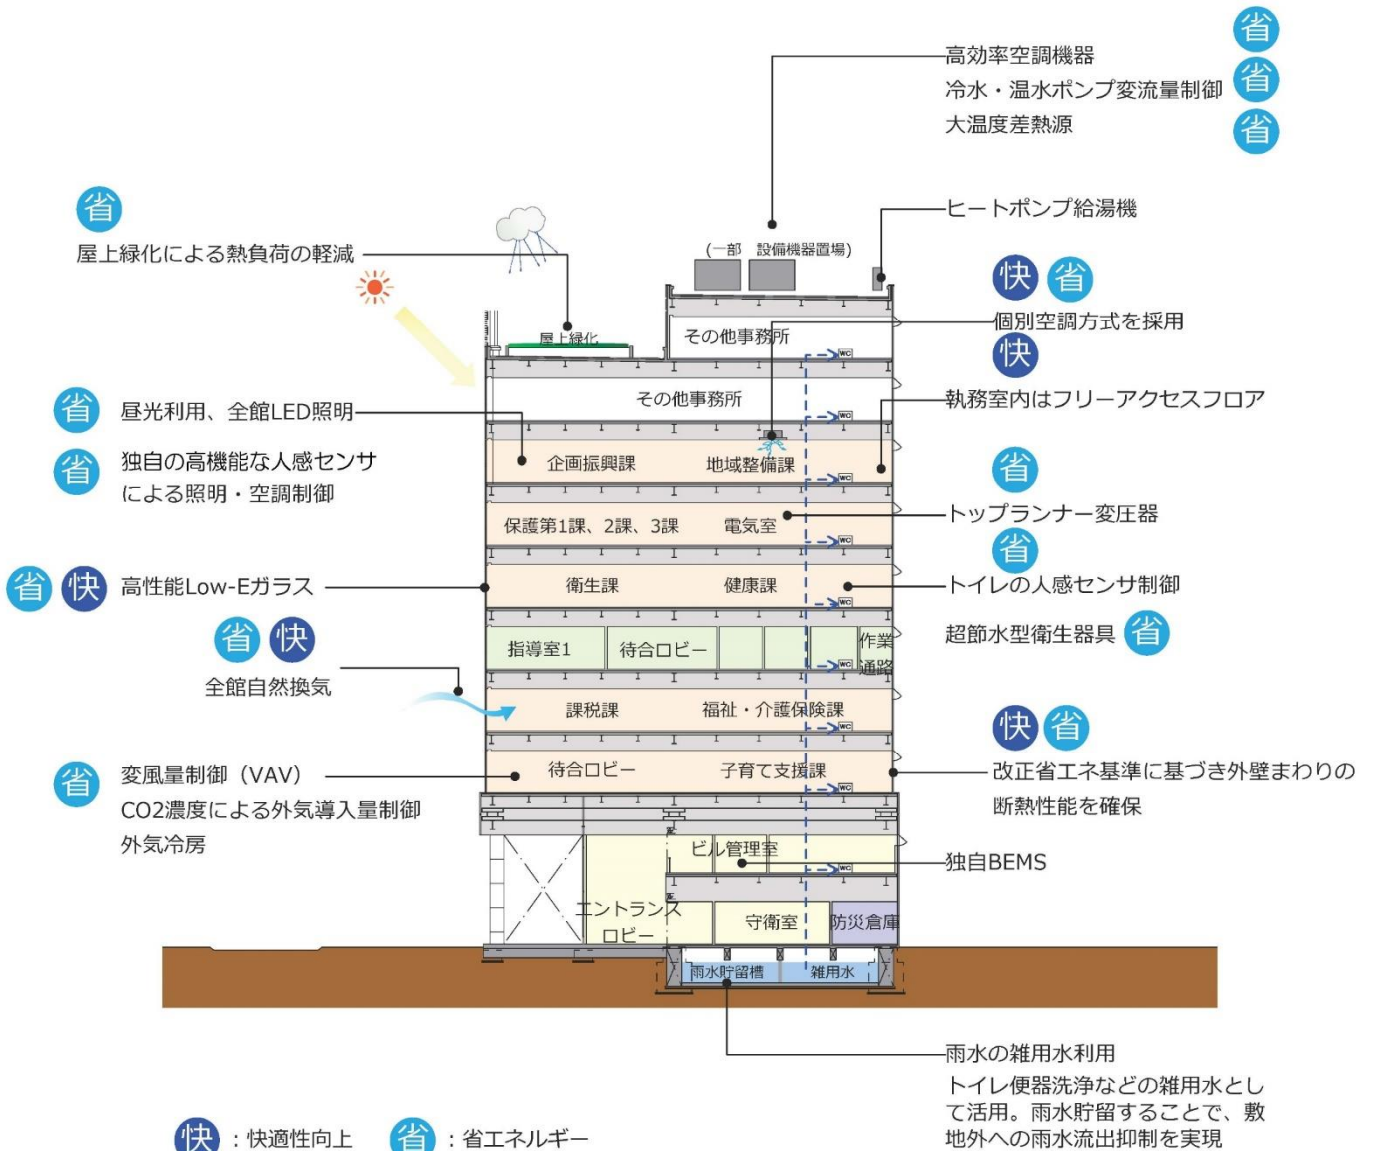 省
高効率空調機器
省
冷水・温水ポンプ変流量制御
大温度差熱源
省
ヒートポンプ給湯機
省
屋上緑化による熱負荷の軽減
(一部 設備機器置場)
快 省
個別空調方式を採用
快
執務室内はフリーアクセスフロア
屋上緑化
その他事務所
WC
その他事務所
WC
省 昼光利用、全館LED照明
省 独自の高機能な人感センサ
による照明・空調制御
企画振興課 地域整備課
WC
省
トップランナー変圧器
保護第1課、2課、3課 電気室
WC
省
トイレの人感センサ制御
省 快 高性能Low-Eガラス
衛生課 健康課
WC
超節水型衛生器具 省
指導室1 待合ロビー 作業
通路
WC
省 快
全館自然換気
課税課 福祉・介護保険課
WC
快 省
改正省エネ基準に基づき外壁まわりの
断熱性能を確保
省 変風量制御（VAV）
CO2濃度による外気導入量制御
外気冷房
待合ロビー 子育て支援課
WC
ビル管理室
WC
独自BEMS
エントランス
ロビー
守衛室 防災倉庫
雨水貯留槽 雑用水
雨水の雑用水利用
トイレ便器洗浄などの雑用水とし
て活用。雨水貯留することで、敷
地外への雨水流出抑制を実現
快 : 快適性向上 省 : 省エネルギー